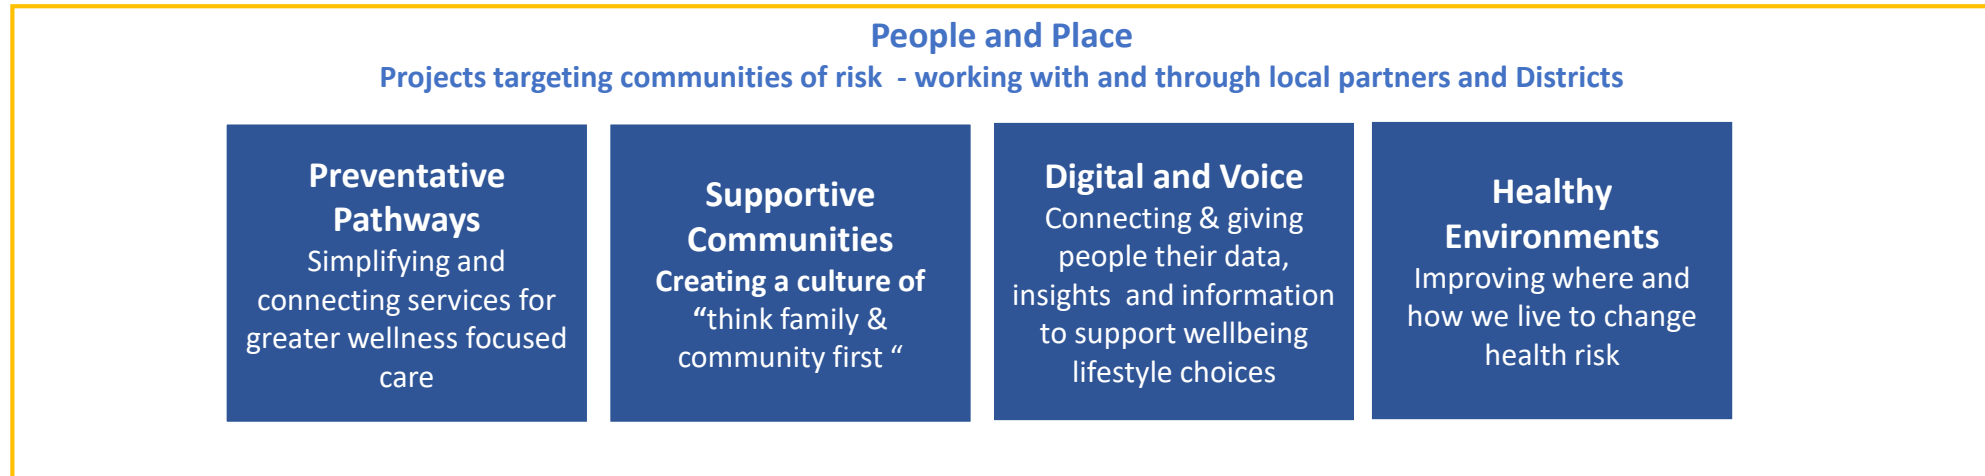 People and Place
Projects targeting communities of risk  - working with and through local partners and Districts
Preventative
Pathways
Simplifying and
connecting services for
greater wellness focused
care
Supportive
Communities
Creating a culture of
“think family &
community first “
Digital and Voice
Connecting & giving
people their data,
insights  and information
to support wellbeing
lifestyle choices
Healthy
Environments
Improving where and
how we live to change
health risk